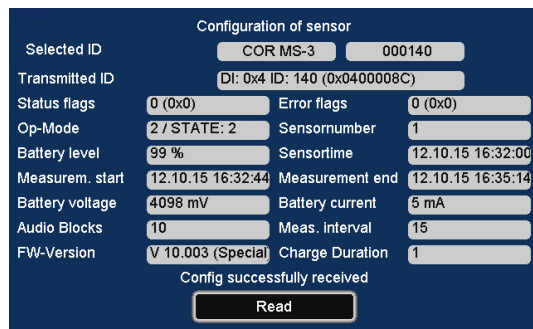 Configuration of sensor
Selected ID COR MS-3 000140
Transmitted ID DI: 0x4 ID: 140 (0x0400008C)
Status flags 0 (0x0) Error flags 0 (0x0)
Op-Mode 2 / STATE: 2 Sensornumber 1
Battery level 99 % Sensortime 12.10.15 16:32:00
Measurem. start 12.10.15 16:32:44 Measurement end 12.10.15 16:35:14
Battery voltage 4098 mV Battery current 5 mA
Audio Blocks 10 Meas. interval 15
FW-Version V 10.003 (Special) Charge Duration 1
Config successfully received
Read